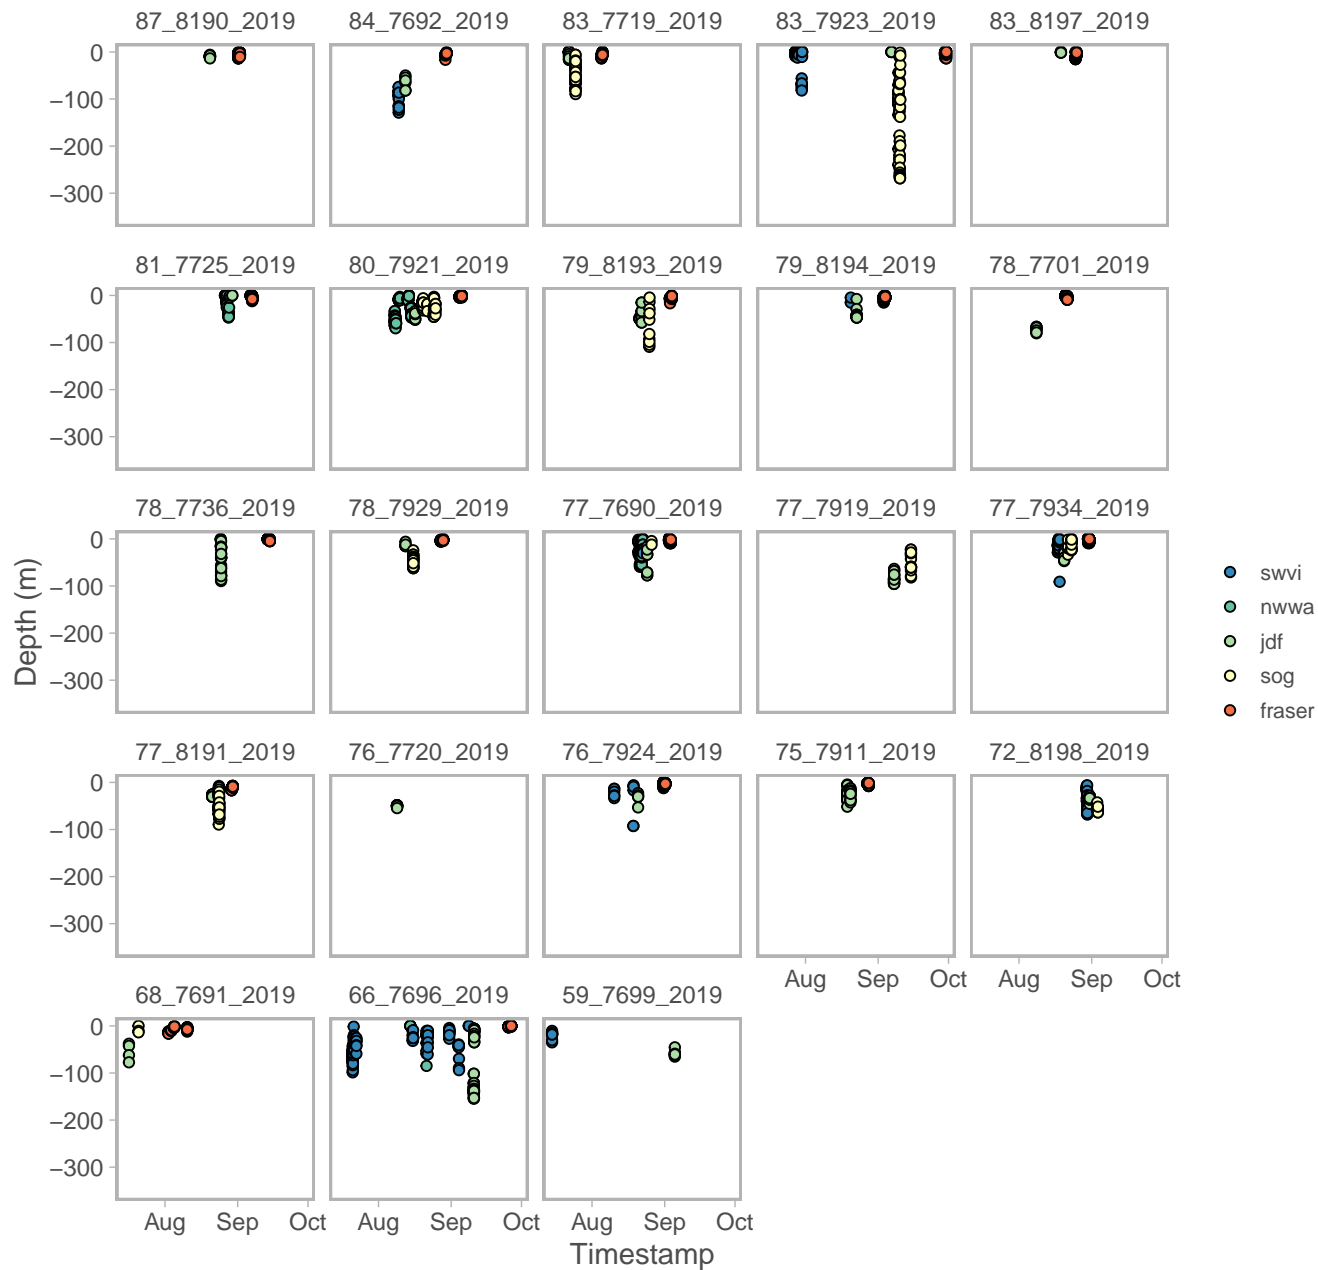 87_8190_2019 84_7692_2019 83_7719_2019 83_7923_2019 83_8197_2019
0
−100
−200
−300
81_7725_2019 80_7921_2019 79_8193_2019 79_8194_2019 78_7701_2019
0
−100
−200
−300
78_7736_2019 78_7929_2019 77_7690_2019 77_7919_2019 77_7934_2019
0
−100
−200
−300
77_8191_2019 76_7720_2019 76_7924_2019 75_7911_2019 72_8198_2019
0
−100
−200
−300
Aug Sep Oct Aug Sep Oct
68_7691_2019 66_7696_2019 59_7699_2019
0
−100
−200
−300
Aug Sep Oct Aug Sep Oct Aug Sep Oct
Timestamp
Depth (m)
swvi
nwwa
jdf
sog
fraser